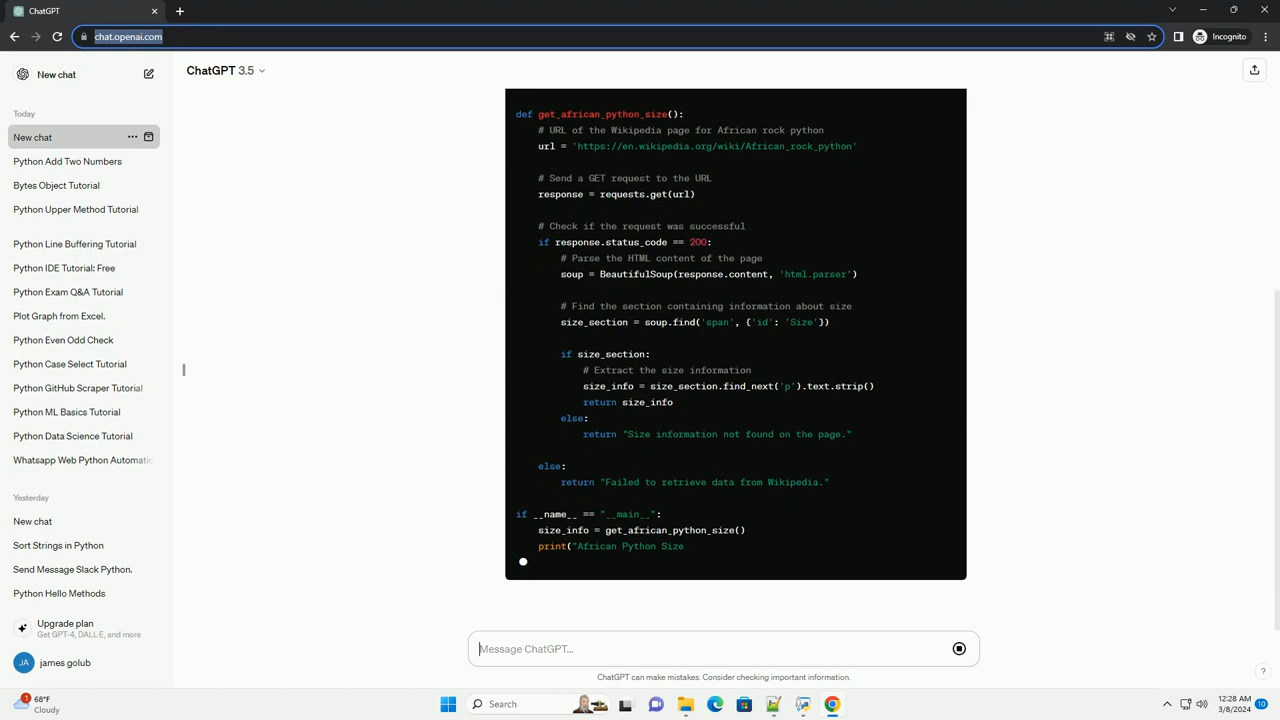 ChatGPT
chat.openai.com
Incognito
New chat
ChatGPT 3.5
Today
New chat
Python Add Two Numbers
Bytes Object Tutorial
Python Upper Method Tutorial
Python Line Buffering Tutorial
Python IDE Tutorial: Free
Python Exam Q&A Tutorial
Plot Graph from Excel.
Python Even Odd Check
Python Case Select Tutorial
Python GitHub Scraper Tutorial
Python ML Basics Tutorial
Python Data Science Tutorial
Whatsapp Web Python Automatio
Yesterday
New chat
Sort Strings in Python
Send Message Slack Python.
Python Hello Methods
Upgrade plan
Get GPT-4, DALL·E, and more
JA
james golub
def get_african_python_size():
# URL of the Wikipedia page for African rock python
url = 'https://en.wikipedia.org/wiki/African_rock_python'
# Send a GET request to the URL
response = requests.get(url)
# Check if the request was successful
if response.status_code == 200:
# Parse the HTML content of the page
soup = BeautifulSoup(response.content, 'html.parser')
# Find the section containing information about size
size_section = soup.find('span', {'id': 'Size'})
if size_section:
# Extract the size information
size_info = size_section.find_next('p').text.strip()
return size_info
else:
return "Size information not found on the page."
else:
return "Failed to retrieve data from Wikipedia."
if __name__ == "__main__":
size_info = get_african_python_size()
print("African Python Size
Message ChatGPT...
ChatGPT can make mistakes. Consider checking important information.
?
1
68°F
Cloudy
Search
12:28 AM
3/8/2024
10